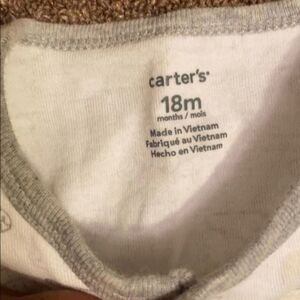 carter's
18m
months / mois
Made in Vietnam
Fabriqué au Vietnam
Hecho en Vietnam